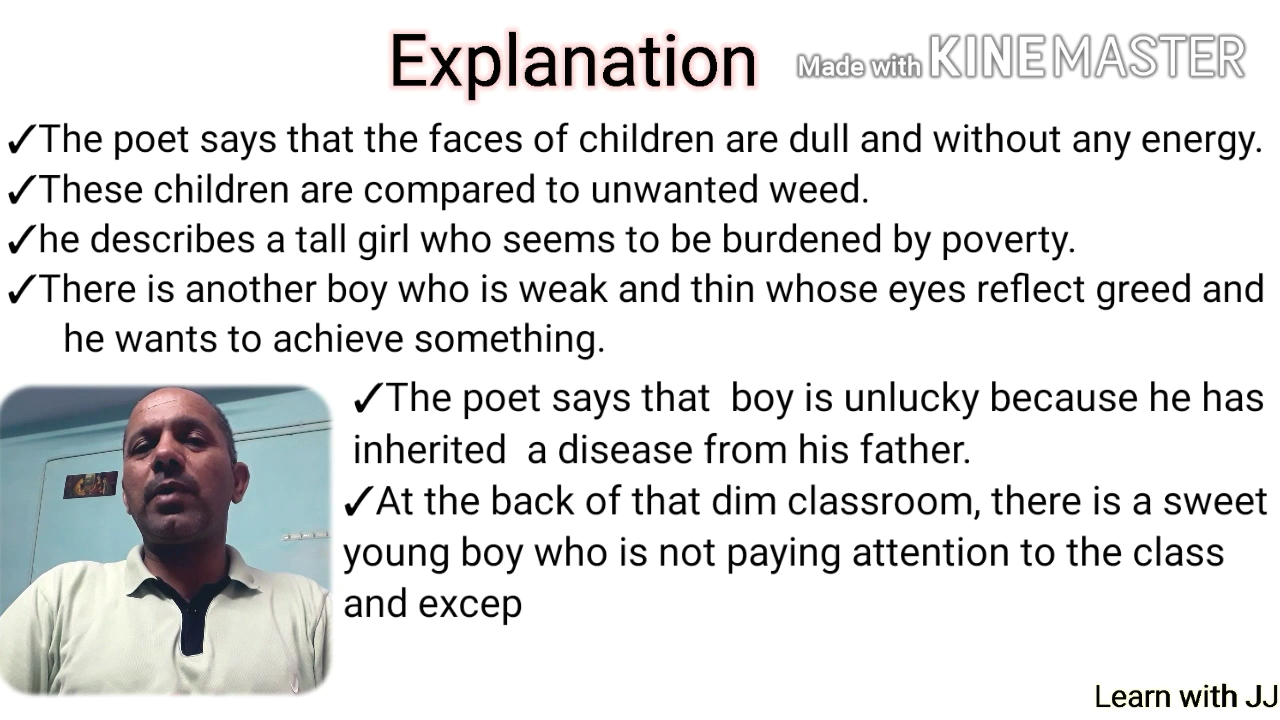 Explanation
Made with KINEMASTER
✓The poet says that the faces of children are dull and without any energy.
✓These children are compared to unwanted weed.
✓he describes a tall girl who seems to be burdened by poverty.
✓There is another boy who is weak and thin whose eyes reflect greed and
he wants to achieve something.
✓The poet says that boy is unlucky because he has
inherited a disease from his father.
✓At the back of that dim classroom, there is a sweet
young boy who is not paying attention to the class
and excep
Learn with JJ